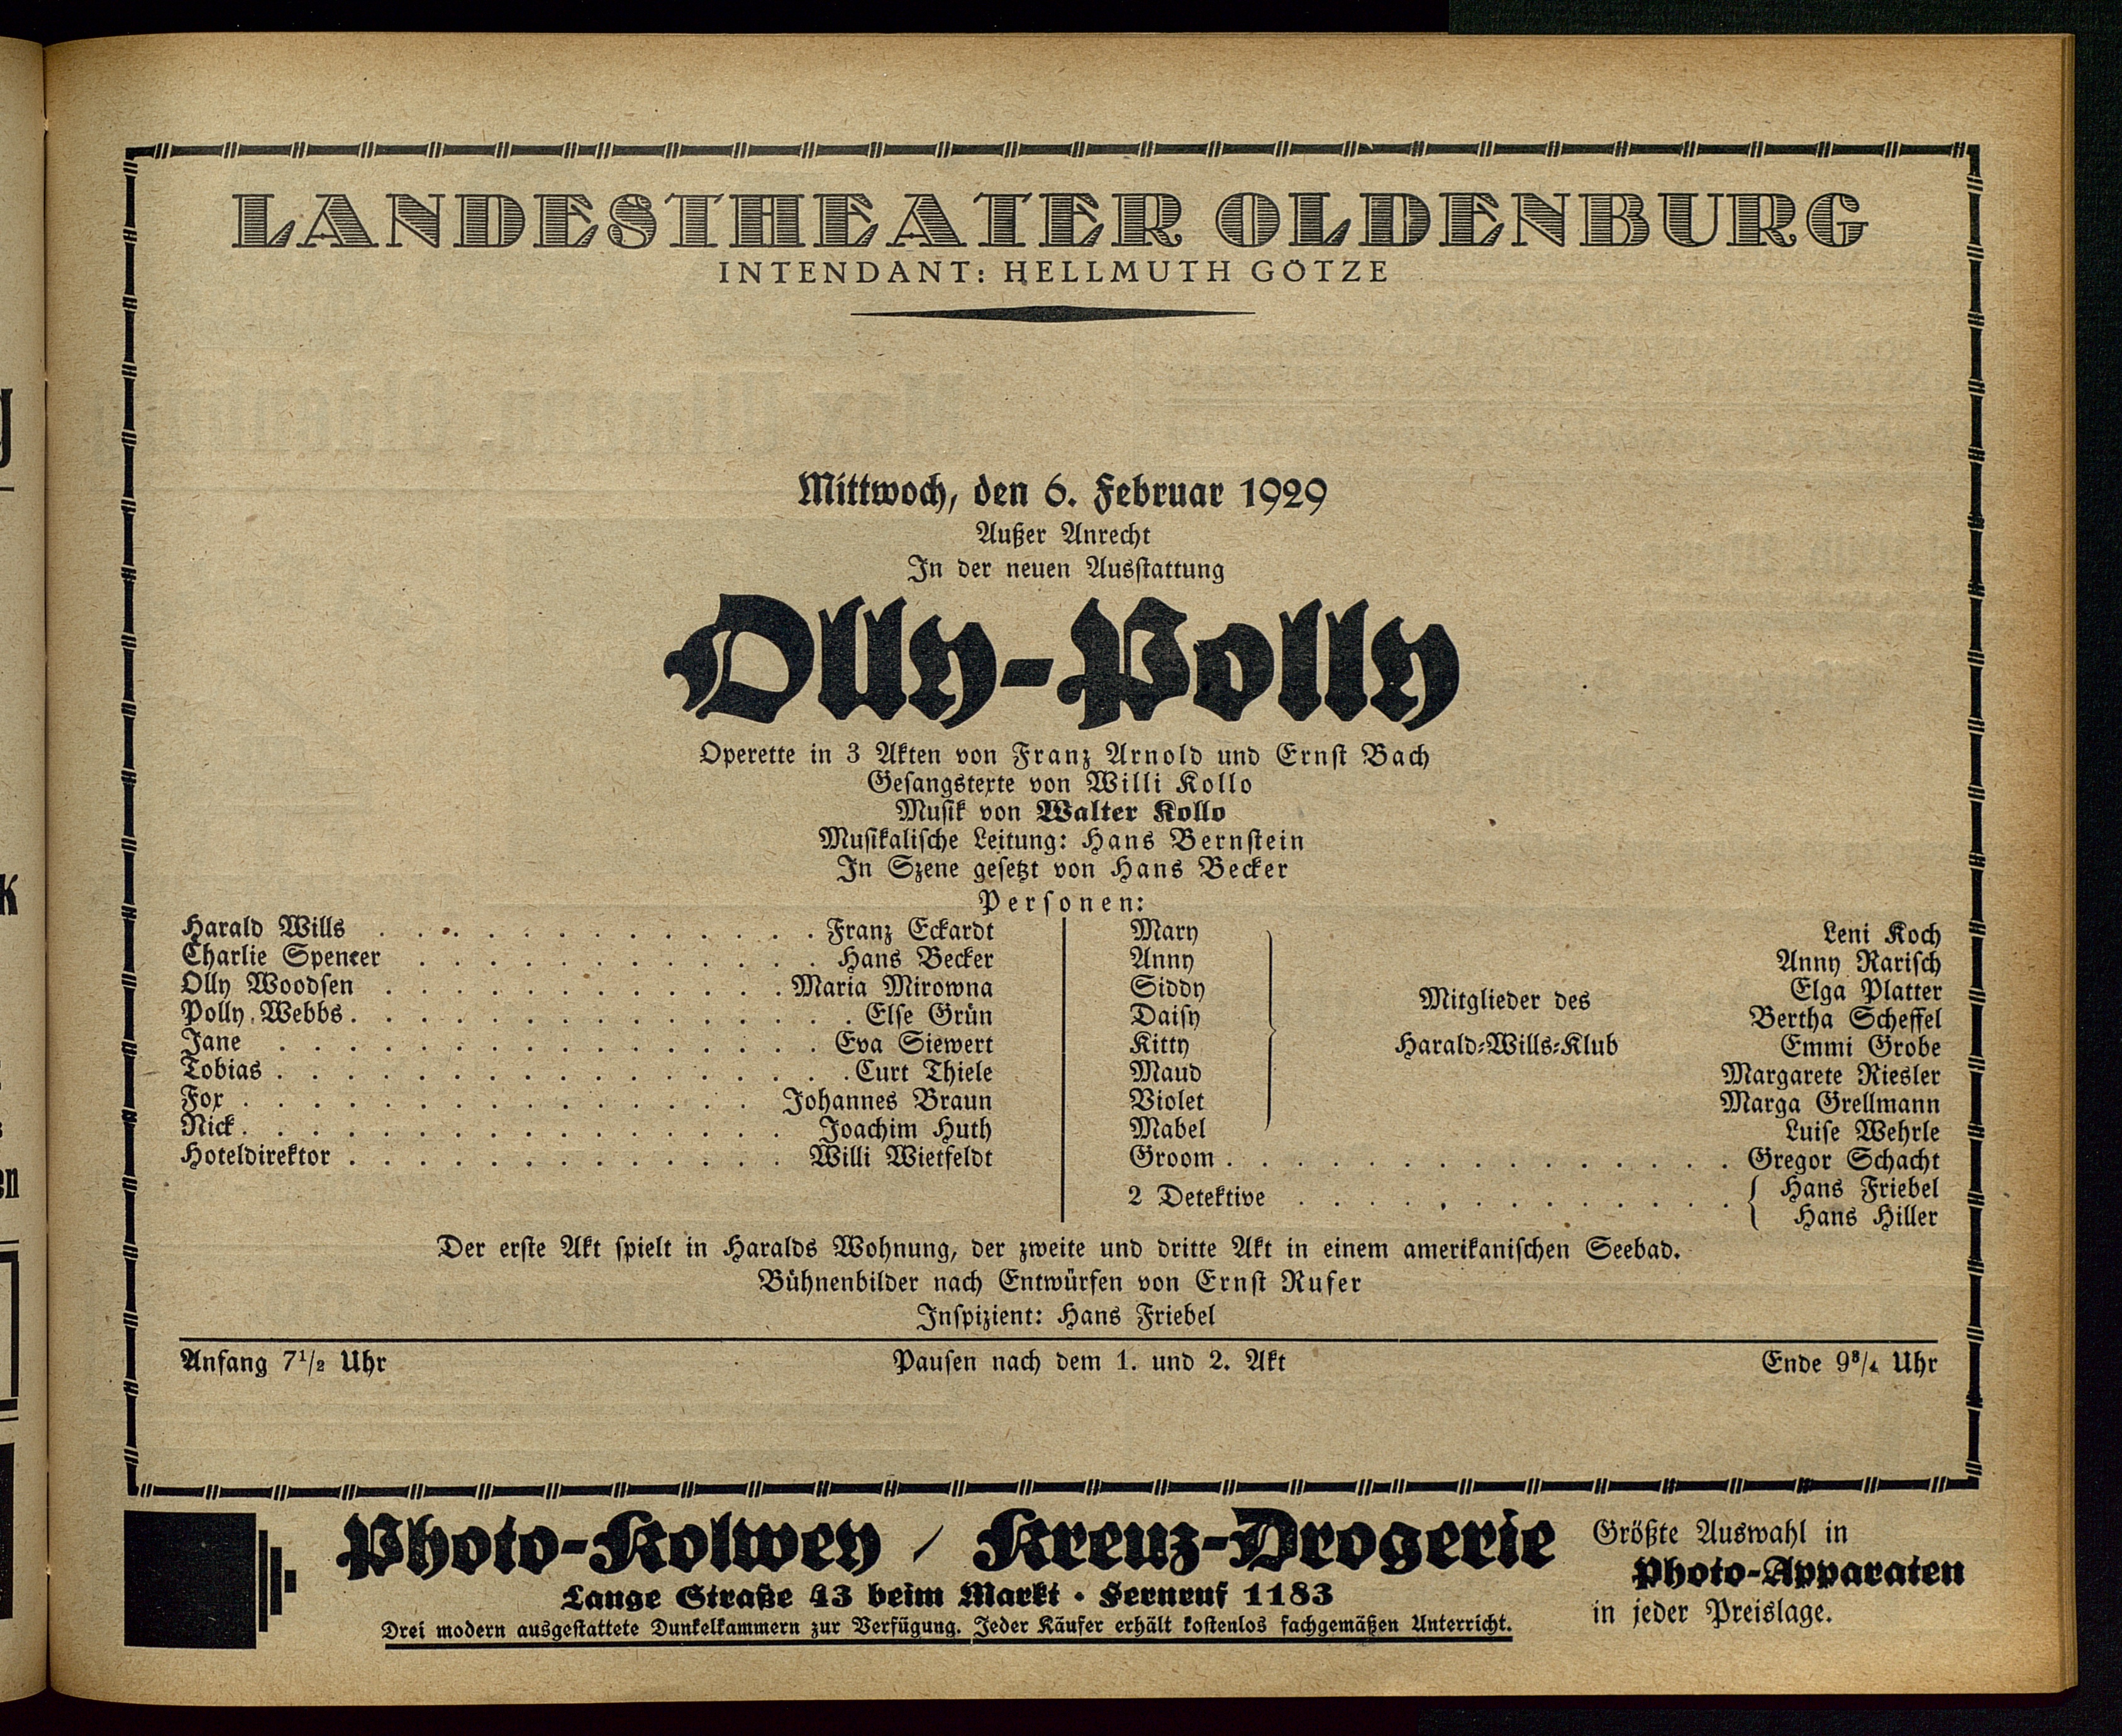 LANDESTHEATER OLDENBURG
INTENDANT: HELLMUTH GÖTZE
Mittwoch, den 6. Februar 1929
Außer Anrecht
In der neuen Ausstattung
Olly-Polly
Operette in 3 Akten von Franz Arnold und Ernst Bach
Gesangstexte von Willi Kollo
Musik von Walter Kollo
Musikalische Leitung: Hans Bernstein
In Szene gesetzt von Hans Becker
Personen:
Harald Wills . . . . . . . . . . . . . Franz Eckardt
Charlie Spencer . . . . . . . . . . . . Hans Becker
Olly Woodsen . . . . . . . . . . . . Maria Mirowna
Polly Webbs . . . . . . . . . . . . . . . Else Grün
Jane . . . . . . . . . . . . . . . . Eva Siewert
Tobias . . . . . . . . . . . . . . . . . Curt Thiele
Fox . . . . . . . . . . . . . . . Johannes Braun
Nick . . . . . . . . . . . . . . . . Joachim Huth
Hoteldirektor . . . . . . . . . . . . . Willi Wietfeldt
Mary Leni Koch
Anny Anny Rarisch
Siddy Elga Platter
Mitglieder des
Daisy Bertha Scheffel
Kitty Harald-Wills-Klub Emmi Grobe
Maud Margarete Riesler
Violet Marga Grellmann
Mabel Luise Wehrle
Groom . . . . . . . . . . . . . . . Gregor Schacht
2 Detektive . . . . . . . . . . . . . { Hans Friebel
Hans Hiller
Der erste Akt spielt in Haralds Wohnung, der zweite und dritte Akt in einem amerikanischen Seebad.
Bühnenbilder nach Entwürfen von Ernst Rufer
Inspizient: Hans Friebel
Anfang 7½ Uhr Pausen nach dem 1. und 2. Akt Ende 9¾ Uhr
Photo-Kolwey / Kreuz-Drogerie
Lange Straße 43 beim Markt • Fernruf 1183
Drei modern ausgestattete Dunkelkammern zur Verfügung. Jeder Käufer erhält kostenlos fachgemäßen Unterricht.
Größte Auswahl in
Photo-Apparaten
in jeder Preislage.